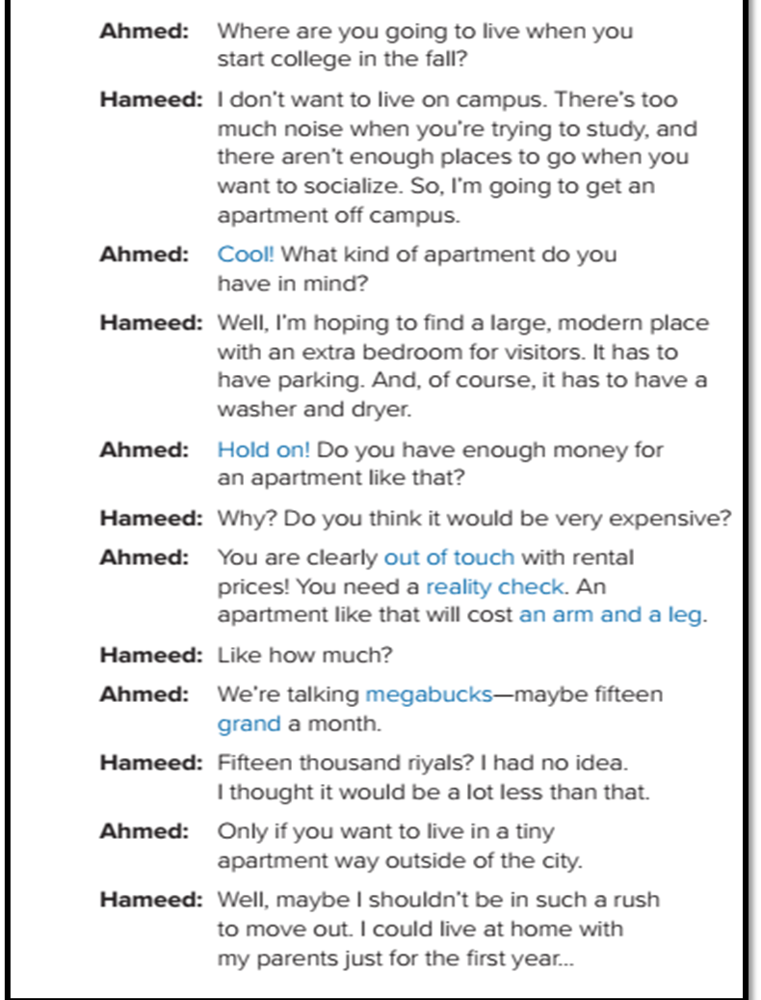 Ahmed: Where are you going to live when you
start college in the fall?
Hameed: I don't want to live on campus. There's too
much noise when you're trying to study, and
there aren't enough places to go when you
want to socialize. So, I'm going to get an
apartment off campus.
Ahmed: Cool! What kind of apartment do you
have in mind?
Hameed: Well, I'm hoping to find a large, modern place
with an extra bedroom for visitors. It has to
have parking. And, of course, it has to have a
washer and dryer.
Ahmed: Hold on! Do you have enough money for
an apartment like that?
Hameed: Why? Do you think it would be very expensive?
Ahmed: You are clearly out of touch with rental
prices! You need a reality check. An
apartment like that will cost an arm and a leg.
Hameed: Like how much?
Ahmed: We're talking megabucks—maybe fifteen
grand a month.
Hameed: Fifteen thousand riyals? I had no idea.
I thought it would be a lot less than that.
Ahmed: Only if you want to live in a tiny
apartment way outside of the city.
Hameed: Well, maybe I shouldn't be in such a rush
to move out. I could live at home with
my parents just for the first year...